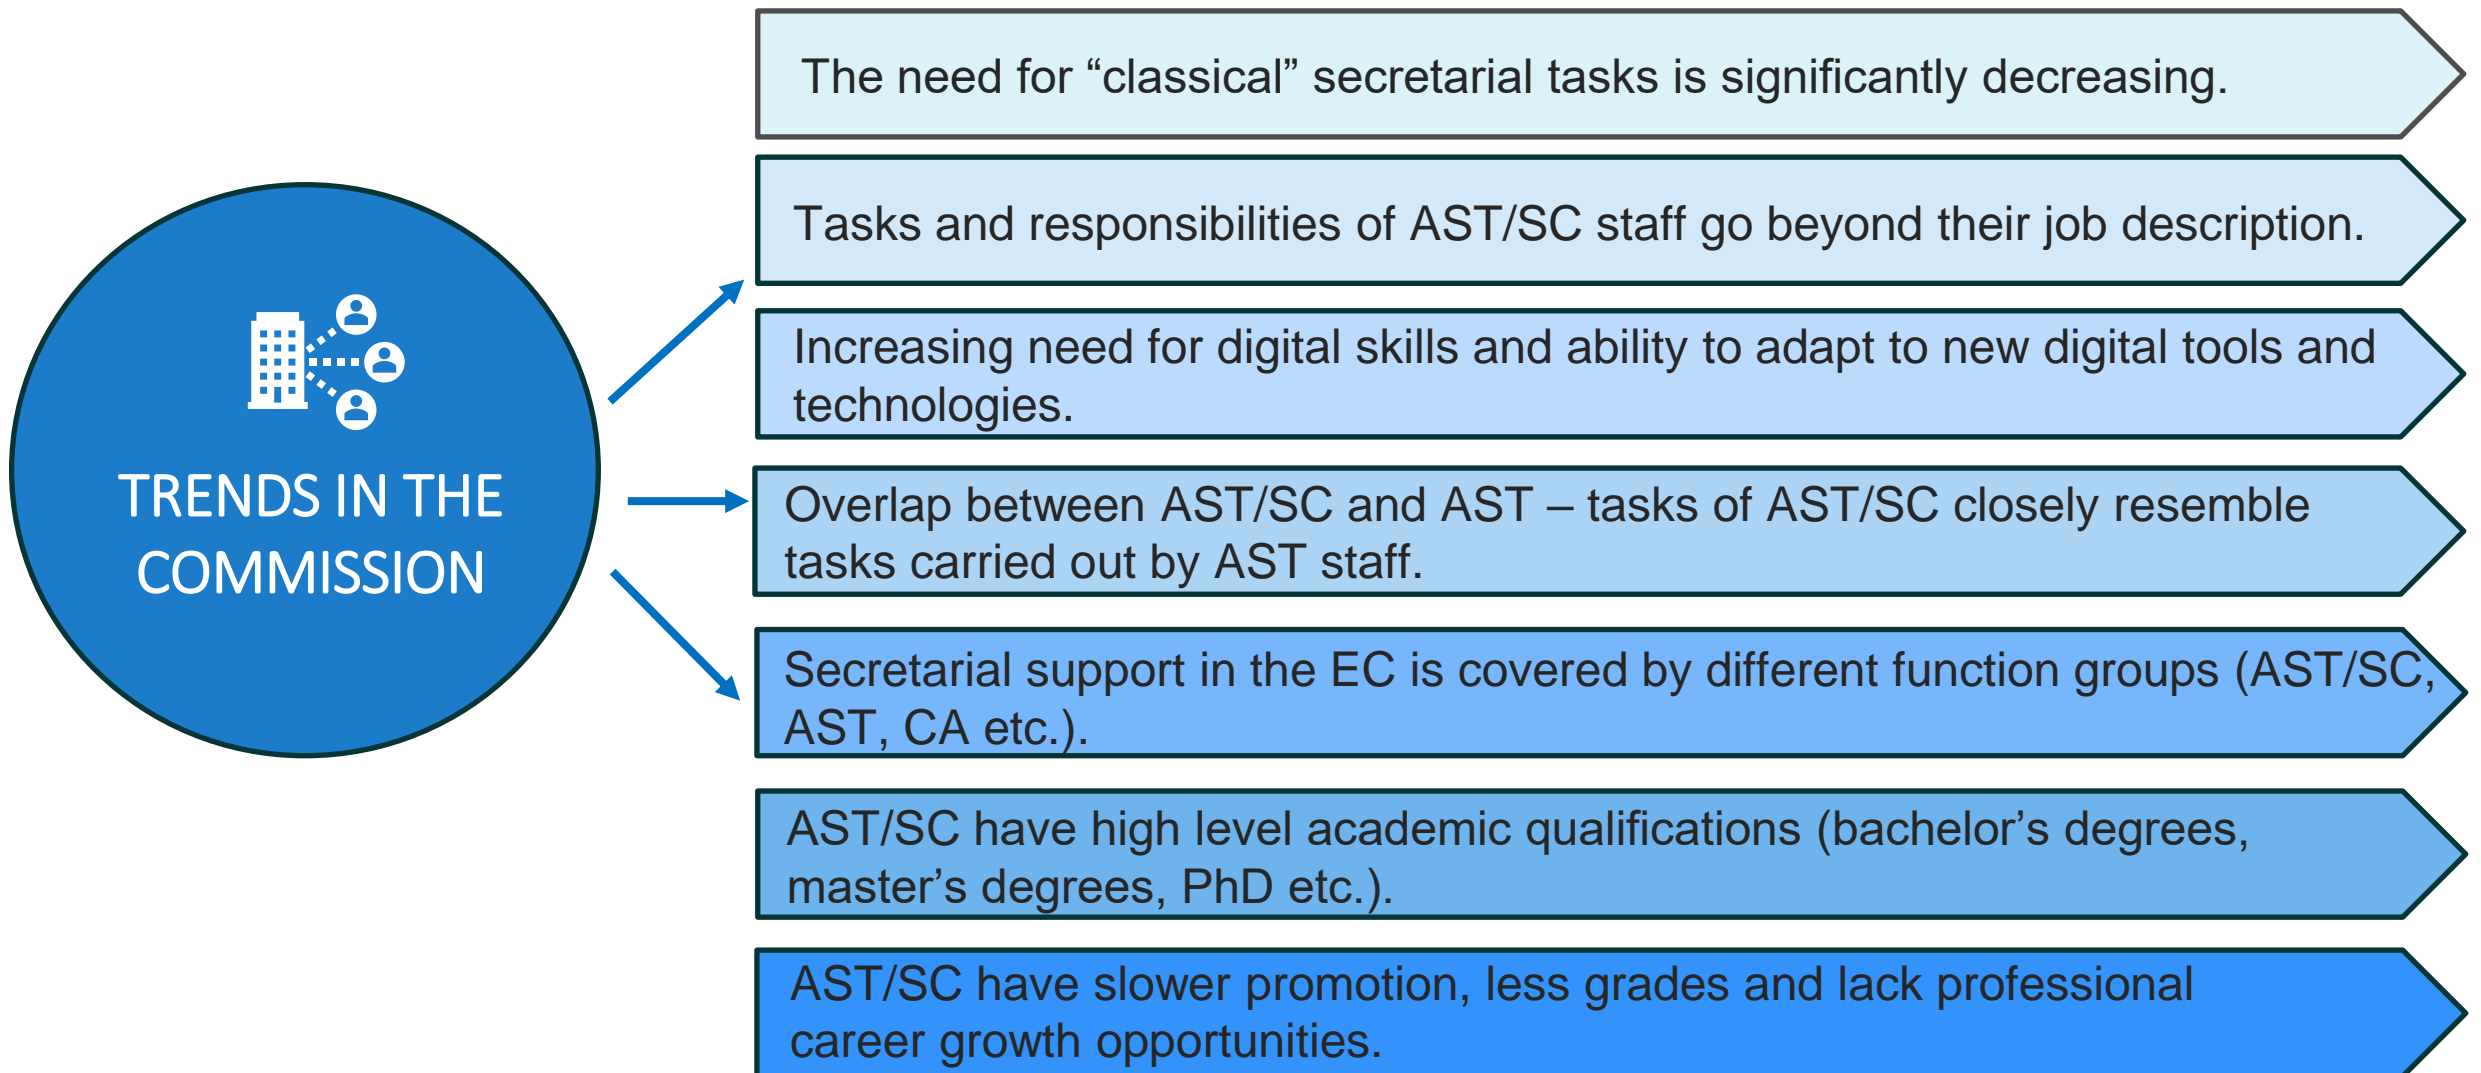 TRENDS IN THE
COMMISSION
The need for “classical” secretarial tasks is significantly decreasing.
Tasks and responsibilities of AST/SC staff go beyond their job description.
Increasing need for digital skills and ability to adapt to new digital tools and
technologies.
Overlap between AST/SC and AST – tasks of AST/SC closely resemble
tasks carried out by AST staff.
Secretarial support in the EC is covered by different function groups (AST/SC,
AST, CA etc.).
AST/SC have high level academic qualifications (bachelor’s degrees,
master’s degrees, PhD etc.).
AST/SC have slower promotion, less grades and lack professional
career growth opportunities.